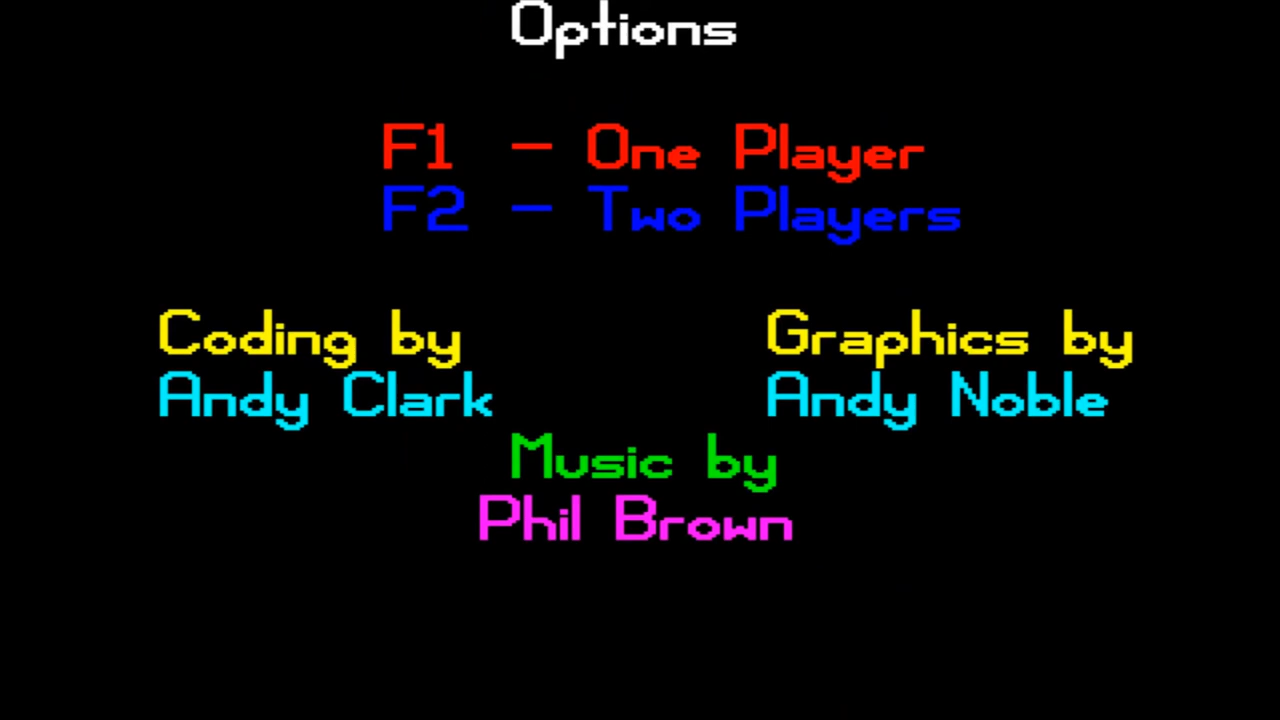 Options
F1 - One Player
F2 - Two Players
Coding by
Andy Clark
Graphics by
Andy Noble
Music by
Phil Brown